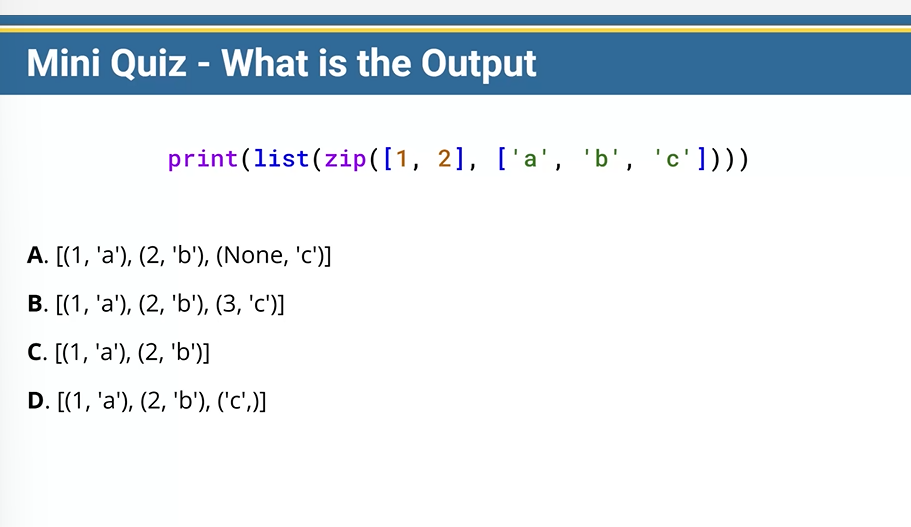 Mini Quiz - What is the Output
print(list(zip([1, 2], ['a', 'b', 'c'])))
A. [(1, 'a'), (2, 'b'), (None, 'c')]
B. [(1, 'a'), (2, 'b'), (3, 'c')]
C. [(1, 'a'), (2, 'b')]
D. [(1, 'a'), (2, 'b'), ('c',)]